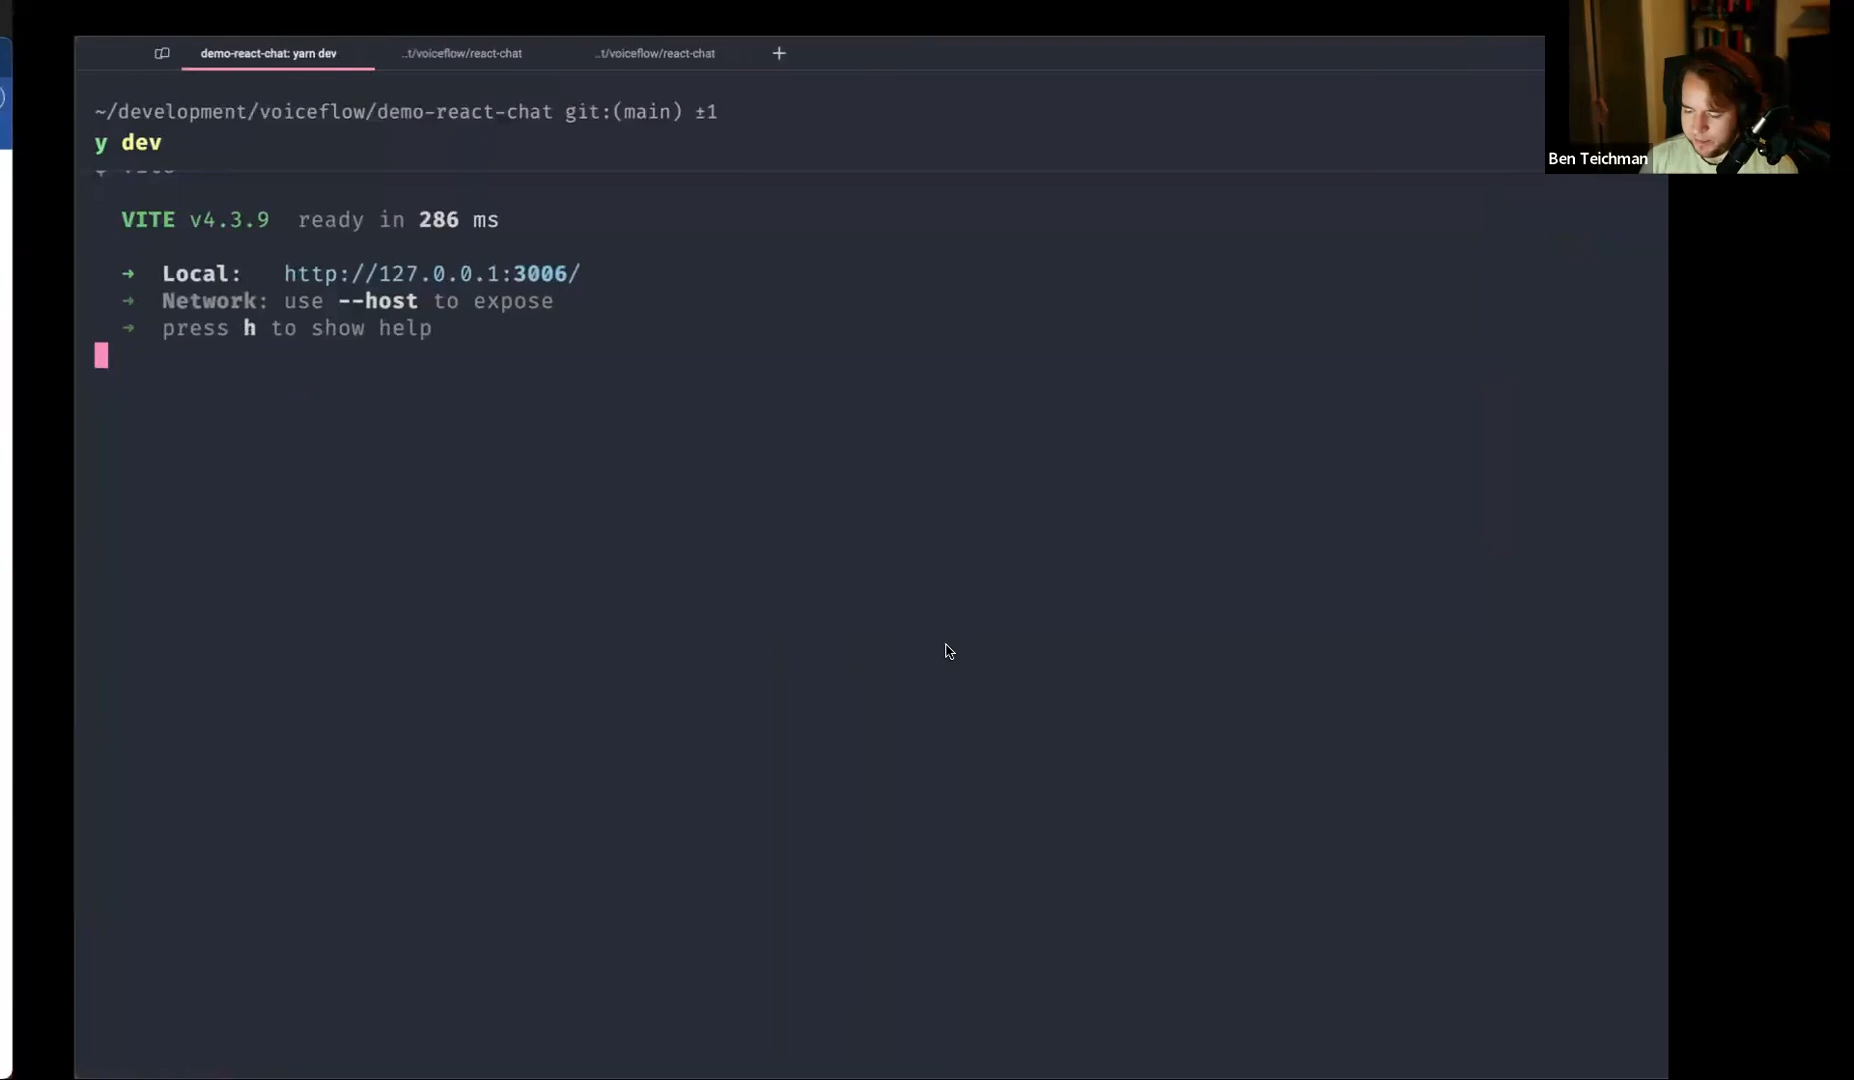 demo-react-chat: yarn dev
..t/voiceflow/react-chat
..t/voiceflow/react-chat
~/development/voiceflow/demo-react-chat git:(main) ±1
y dev
VITE v4.3.9 ready in 286 ms
➜ Local: http://127.0.0.1:3006/
➜ Network: use --host to expose
➜ press h to show help
Ben Teichman